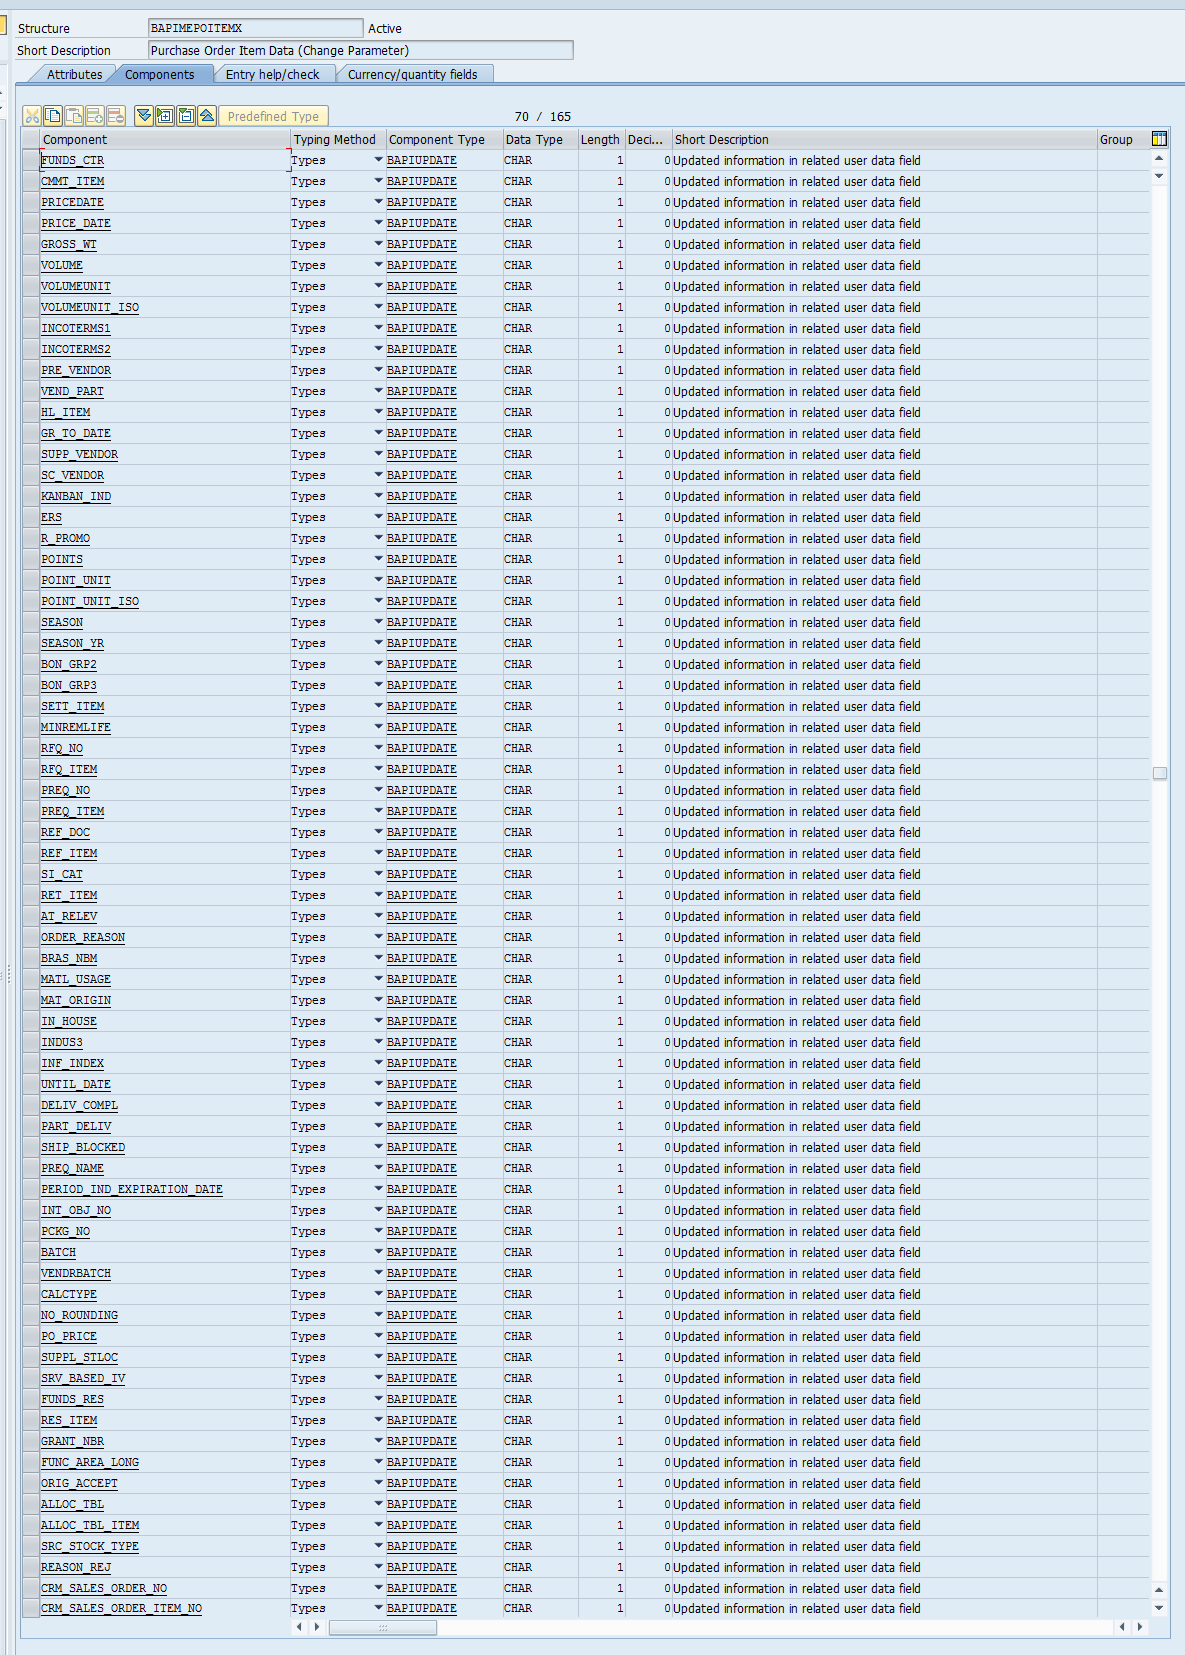 Structure BAPIMEPOITEMX Active
Short Description Purchase Order Item Data (Change Parameter)
Attributes Components Entry help/check Currency/quantity fields
Predefined Type 70 / 165
Component Typing Method Component Type Data Type Length Deci... Short Description Group
FUNDS_CTR Types BAPIUPDATE CHAR 1 0 Updated information in related user data field
CMMT_ITEM Types BAPIUPDATE CHAR 1 0 Updated information in related user data field
PRICEDATE Types BAPIUPDATE CHAR 1 0 Updated information in related user data field
PRICE_DATE Types BAPIUPDATE CHAR 1 0 Updated information in related user data field
GROSS_WT Types BAPIUPDATE CHAR 1 0 Updated information in related user data field
VOLUME Types BAPIUPDATE CHAR 1 0 Updated information in related user data field
VOLUMEUNIT Types BAPIUPDATE CHAR 1 0 Updated information in related user data field
VOLUMEUNIT_ISO Types BAPIUPDATE CHAR 1 0 Updated information in related user data field
INCOTERMS1 Types BAPIUPDATE CHAR 1 0 Updated information in related user data field
INCOTERMS2 Types BAPIUPDATE CHAR 1 0 Updated information in related user data field
PRE_VENDOR Types BAPIUPDATE CHAR 1 0 Updated information in related user data field
VEND_PART Types BAPIUPDATE CHAR 1 0 Updated information in related user data field
HL_ITEM Types BAPIUPDATE CHAR 1 0 Updated information in related user data field
GR_TO_DATE Types BAPIUPDATE CHAR 1 0 Updated information in related user data field
SUPP_VENDOR Types BAPIUPDATE CHAR 1 0 Updated information in related user data field
SC_VENDOR Types BAPIUPDATE CHAR 1 0 Updated information in related user data field
KANBAN_IND Types BAPIUPDATE CHAR 1 0 Updated information in related user data field
ERS Types BAPIUPDATE CHAR 1 0 Updated information in related user data field
R_PROMO Types BAPIUPDATE CHAR 1 0 Updated information in related user data field
POINTS Types BAPIUPDATE CHAR 1 0 Updated information in related user data field
POINT_UNIT Types BAPIUPDATE CHAR 1 0 Updated information in related user data field
POINT_UNIT_ISO Types BAPIUPDATE CHAR 1 0 Updated information in related user data field
SEASON Types BAPIUPDATE CHAR 1 0 Updated information in related user data field
SEASON_YR Types BAPIUPDATE CHAR 1 0 Updated information in related user data field
BON_GRP2 Types BAPIUPDATE CHAR 1 0 Updated information in related user data field
BON_GRP3 Types BAPIUPDATE CHAR 1 0 Updated information in related user data field
SETT_ITEM Types BAPIUPDATE CHAR 1 0 Updated information in related user data field
MINREMLIFE Types BAPIUPDATE CHAR 1 0 Updated information in related user data field
RFQ_NO Types BAPIUPDATE CHAR 1 0 Updated information in related user data field
RFQ_ITEM Types BAPIUPDATE CHAR 1 0 Updated information in related user data field
PREQ_NO Types BAPIUPDATE CHAR 1 0 Updated information in related user data field
PREQ_ITEM Types BAPIUPDATE CHAR 1 0 Updated information in related user data field
REF_DOC Types BAPIUPDATE CHAR 1 0 Updated information in related user data field
REF_ITEM Types BAPIUPDATE CHAR 1 0 Updated information in related user data field
SI_CAT Types BAPIUPDATE CHAR 1 0 Updated information in related user data field
RET_ITEM Types BAPIUPDATE CHAR 1 0 Updated information in related user data field
AT_RELEV Types BAPIUPDATE CHAR 1 0 Updated information in related user data field
ORDER_REASON Types BAPIUPDATE CHAR 1 0 Updated information in related user data field
BRAS_NBM Types BAPIUPDATE CHAR 1 0 Updated information in related user data field
MATL_USAGE Types BAPIUPDATE CHAR 1 0 Updated information in related user data field
MAT_ORIGIN Types BAPIUPDATE CHAR 1 0 Updated information in related user data field
IN_HOUSE Types BAPIUPDATE CHAR 1 0 Updated information in related user data field
INDUS3 Types BAPIUPDATE CHAR 1 0 Updated information in related user data field
INF_INDEX Types BAPIUPDATE CHAR 1 0 Updated information in related user data field
UNTIL_DATE Types BAPIUPDATE CHAR 1 0 Updated information in related user data field
DELIV_COMPL Types BAPIUPDATE CHAR 1 0 Updated information in related user data field
PART_DELIV Types BAPIUPDATE CHAR 1 0 Updated information in related user data field
SHIP_BLOCKED Types BAPIUPDATE CHAR 1 0 Updated information in related user data field
PREQ_NAME Types BAPIUPDATE CHAR 1 0 Updated information in related user data field
PERIOD_IND_EXPIRATION_DATE Types BAPIUPDATE CHAR 1 0 Updated information in related user data field
INT_OBJ_NO Types BAPIUPDATE CHAR 1 0 Updated information in related user data field
PCKG_NO Types BAPIUPDATE CHAR 1 0 Updated information in related user data field
BATCH Types BAPIUPDATE CHAR 1 0 Updated information in related user data field
VENDRBATCH Types BAPIUPDATE CHAR 1 0 Updated information in related user data field
CALCTYPE Types BAPIUPDATE CHAR 1 0 Updated information in related user data field
NO_ROUNDING Types BAPIUPDATE CHAR 1 0 Updated information in related user data field
PO_PRICE Types BAPIUPDATE CHAR 1 0 Updated information in related user data field
SUPPL_STLOC Types BAPIUPDATE CHAR 1 0 Updated information in related user data field
SRV_BASED_IV Types BAPIUPDATE CHAR 1 0 Updated information in related user data field
FUNDS_RES Types BAPIUPDATE CHAR 1 0 Updated information in related user data field
RES_ITEM Types BAPIUPDATE CHAR 1 0 Updated information in related user data field
GRANT_NBR Types BAPIUPDATE CHAR 1 0 Updated information in related user data field
FUNC_AREA_LONG Types BAPIUPDATE CHAR 1 0 Updated information in related user data field
ORIG_ACCEPT Types BAPIUPDATE CHAR 1 0 Updated information in related user data field
ALLOC_TBL Types BAPIUPDATE CHAR 1 0 Updated information in related user data field
ALLOC_TBL_ITEM Types BAPIUPDATE CHAR 1 0 Updated information in related user data field
SRC_STOCK_TYPE Types BAPIUPDATE CHAR 1 0 Updated information in related user data field
REASON_REJ Types BAPIUPDATE CHAR 1 0 Updated information in related user data field
CRM_SALES_ORDER_NO Types BAPIUPDATE CHAR 1 0 Updated information in related user data field
CRM_SALES_ORDER_ITEM_NO Types BAPIUPDATE CHAR 1 0 Updated information in related user data field